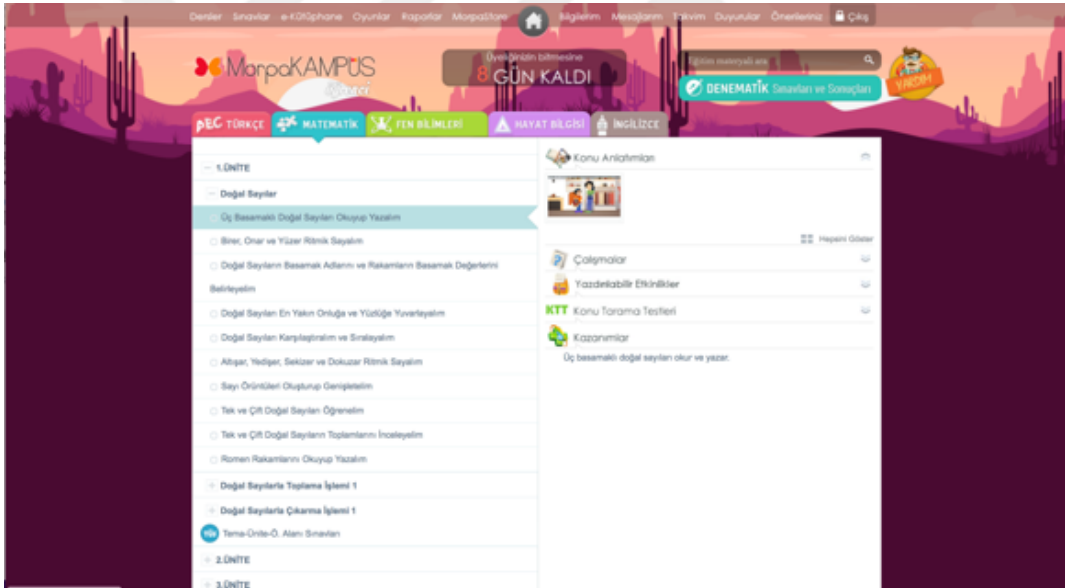 Dersler Sınavlar e-Kütüphane Oyunlar Raporlar MorpaStore Bilgilerim Mesajlarım Takvim Duyurular Önerileriniz Çıkış
MorpaKAMPÜS
Üyeliğinizin bitmesine
8 GÜN KALDI
Eğitim materyali ara
YARDIM
DENEMATİK Sınavları ve Sonuçları
ABC TÜRKÇE MATEMATİK FEN BİLİMLERİ HAYAT BİLGİSİ İNGİLİZCE
1.ÜNİTE
Doğal Sayılar
Üç Basamaklı Doğal Sayıları Okuyup Yazalım
Birer, Onar ve Yüzer Ritmik Sayalım
Doğal Sayıların Basamak Adlarını ve Rakamların Basamak Değerlerini
Belirleyelim
Doğal Sayıları En Yakın Onluğa ve Yüzlüğe Yuvarlayalım
Doğal Sayıları Karşılaştıralım ve Sıralayalım
Altışar, Yedişer, Sekizer ve Dokuzar Ritmik Sayalım
Sayı Örüntüleri Oluşturup Genişletelim
Tek ve Çift Doğal Sayıları Öğrenelim
Tek ve Çift Doğal Sayıların Toplamlarını İnceleyelim
Romen Rakamlarını Okuyup Yazalım
Doğal Sayılarla Toplama İşlemi 1
Doğal Sayılarla Çıkarma İşlemi 1
Tema-Ünite-Ö. Alanı Sınavları
2.ÜNİTE
3.ÜNİTE
Konu Anlatımları
Hepsini Göster
Çalışmalar
Yazdırılabilir Etkinlikler
KTT Konu Tarama Testleri
Kazanımlar
Üç basamaklı doğal sayıları okur ve yazar.